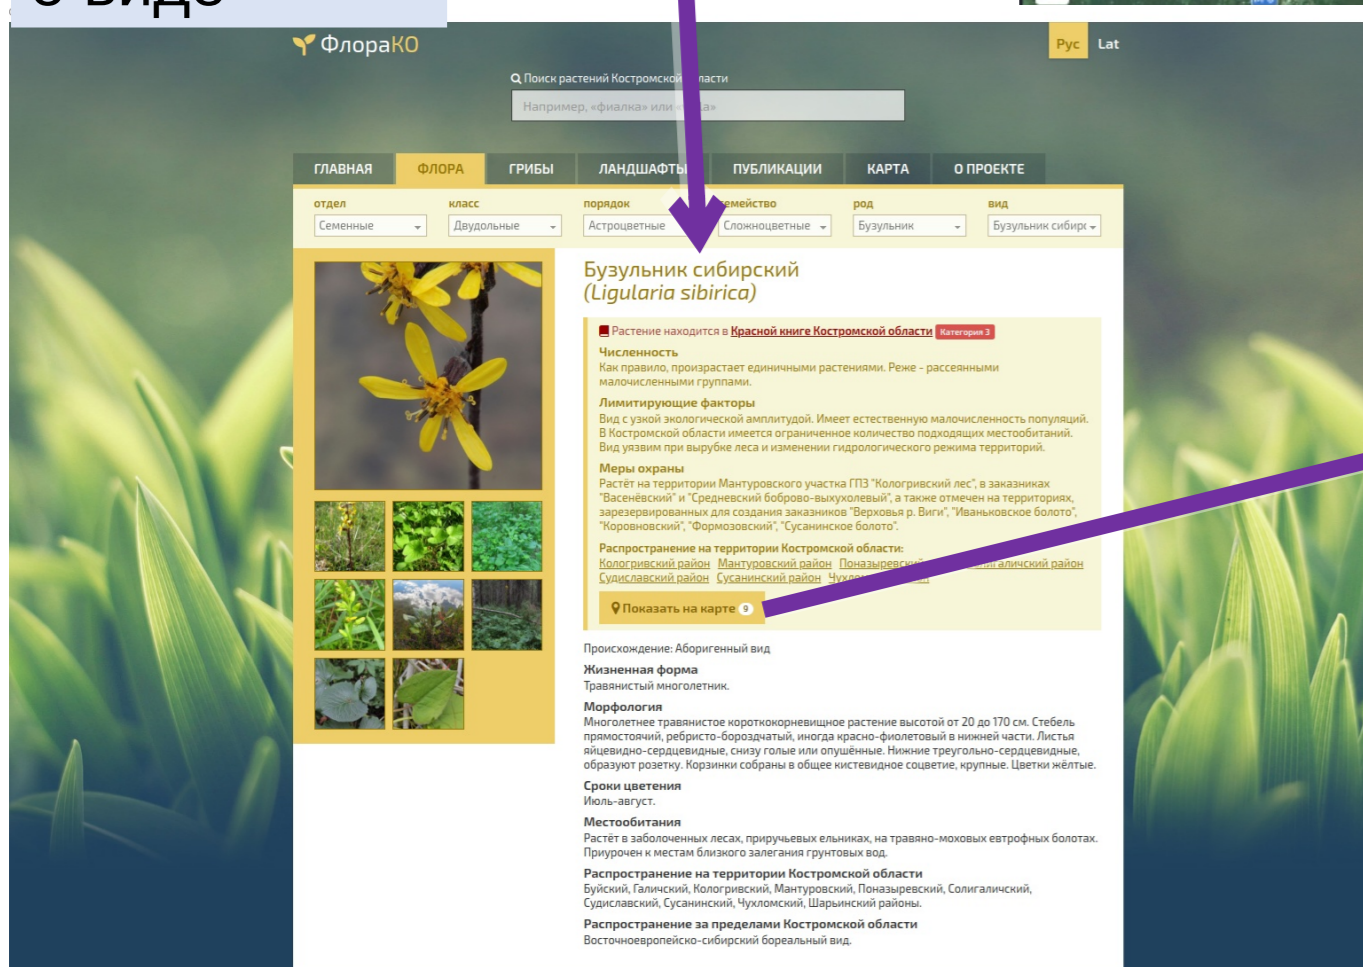 о виде
ФлораКО
Рус Lat
Поиск растений Костромской области
Например, «фиалка» или
ГЛАВНАЯ ФЛОРА ГРИБЫ ЛАНДШАФТЫ ПУБЛИКАЦИИ КАРТА О ПРОЕКТЕ
отдел класс порядок семейство род вид
Семенные Двудольные Астроцветные Сложноцветные Бузульник Бузульник сибирс
Бузульник сибирский
(Ligularia sibirica)
Растение находится в Красной книге Костромской области Категория 3
Численность
Как правило, произрастает единичными растениями. Реже - рассеянными
малочисленными группами.
Лимитирующие факторы
Вид с узкой экологической амплитудой. Имеет естественную малочисленность популяций.
В Костромской области имеется ограниченное количество подходящих местообитаний.
Вид уязвим при вырубке леса и изменении гидрологического режима территорий.
Меры охраны
Растёт на территории Мантуровского участка ГПЗ "Кологривский лес", в заказниках
"Васенёвский" и "Средневский боброво-выхухолевый", а также отмечен на территориях,
зарезервированных для создания заказников "Верховья р. Виги", "Иваньковское болото",
"Коровновский", "Формозовский", "Сусанинское болото".
Распространение на территории Костромской области:
Кологривский район Мантуровский район Поназыревский район
Судиславский район Сусанинский район
Показать на карте 9
Происхождение: Аборигенный вид
Жизненная форма
Травянистый многолетник.
Морфология
Многолетнее травянистое короткокорневищное растение высотой от 20 до 170 см. Стебель
прямостоячий, ребристо-бороздчатый, иногда красно-фиолетовый в нижней части. Листья
яйцевидно-сердцевидные, снизу голые или опушённые. Нижние треугольно-сердцевидные,
образуют розетку. Корзинки собраны в общее кистевидное соцветие, крупные. Цветки жёлтые.
Сроки цветения
Июль-август.
Местообитания
Растёт в заболоченных лесах, приручьевых ельниках, на травяно-моховых евтрофных болотах.
Приурочен к местам близкого залегания грунтовых вод.
Распространение на территории Костромской области
Буйский, Галичский, Кологривский, Мантуровский, Поназыревский, Солигаличский,
Судиславский, Сусанинский, Чухломский, Шарьинский районы.
Распространение за пределами Костромской области
Восточноевропейско-сибирский бореальный вид.